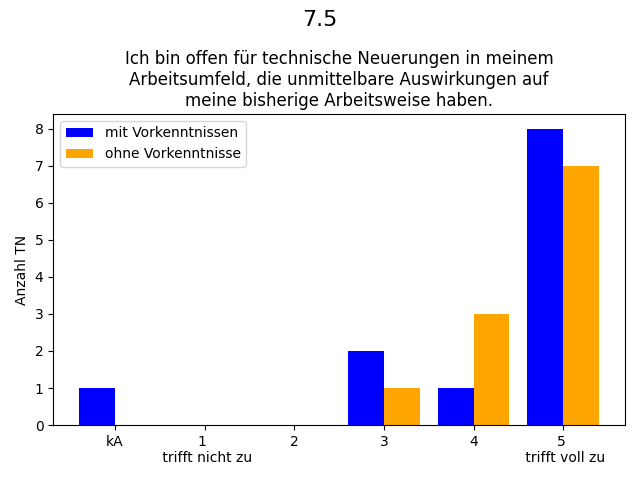 7.5
Ich bin offen für technische Neuerungen in meinem
Arbeitsumfeld, die unmittelbare Auswirkungen auf
meine bisherige Arbeitsweise haben.
mit Vorkenntnissen
ohne Vorkenntnisse
Anzahl TN
8
7
6
5
4
3
2
1
0
kA 1 2 3 4 5
trifft nicht zu trifft voll zu